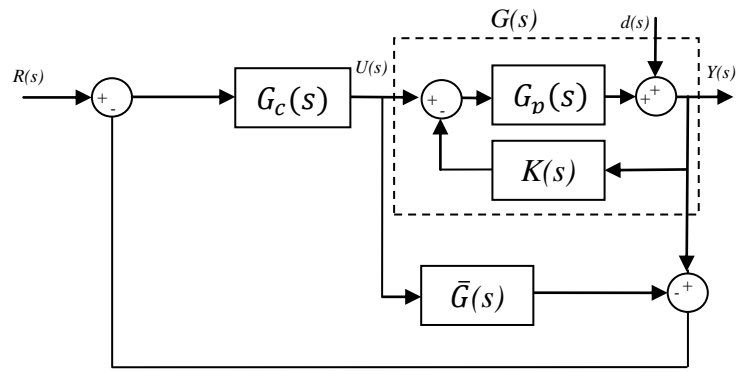 G(s)
d(s)
R(s)
U(s)
Y(s)
+
-
G_c(s)
+
-
G_p(s)
+
+
K(s)
Ḡ(s)
-
+